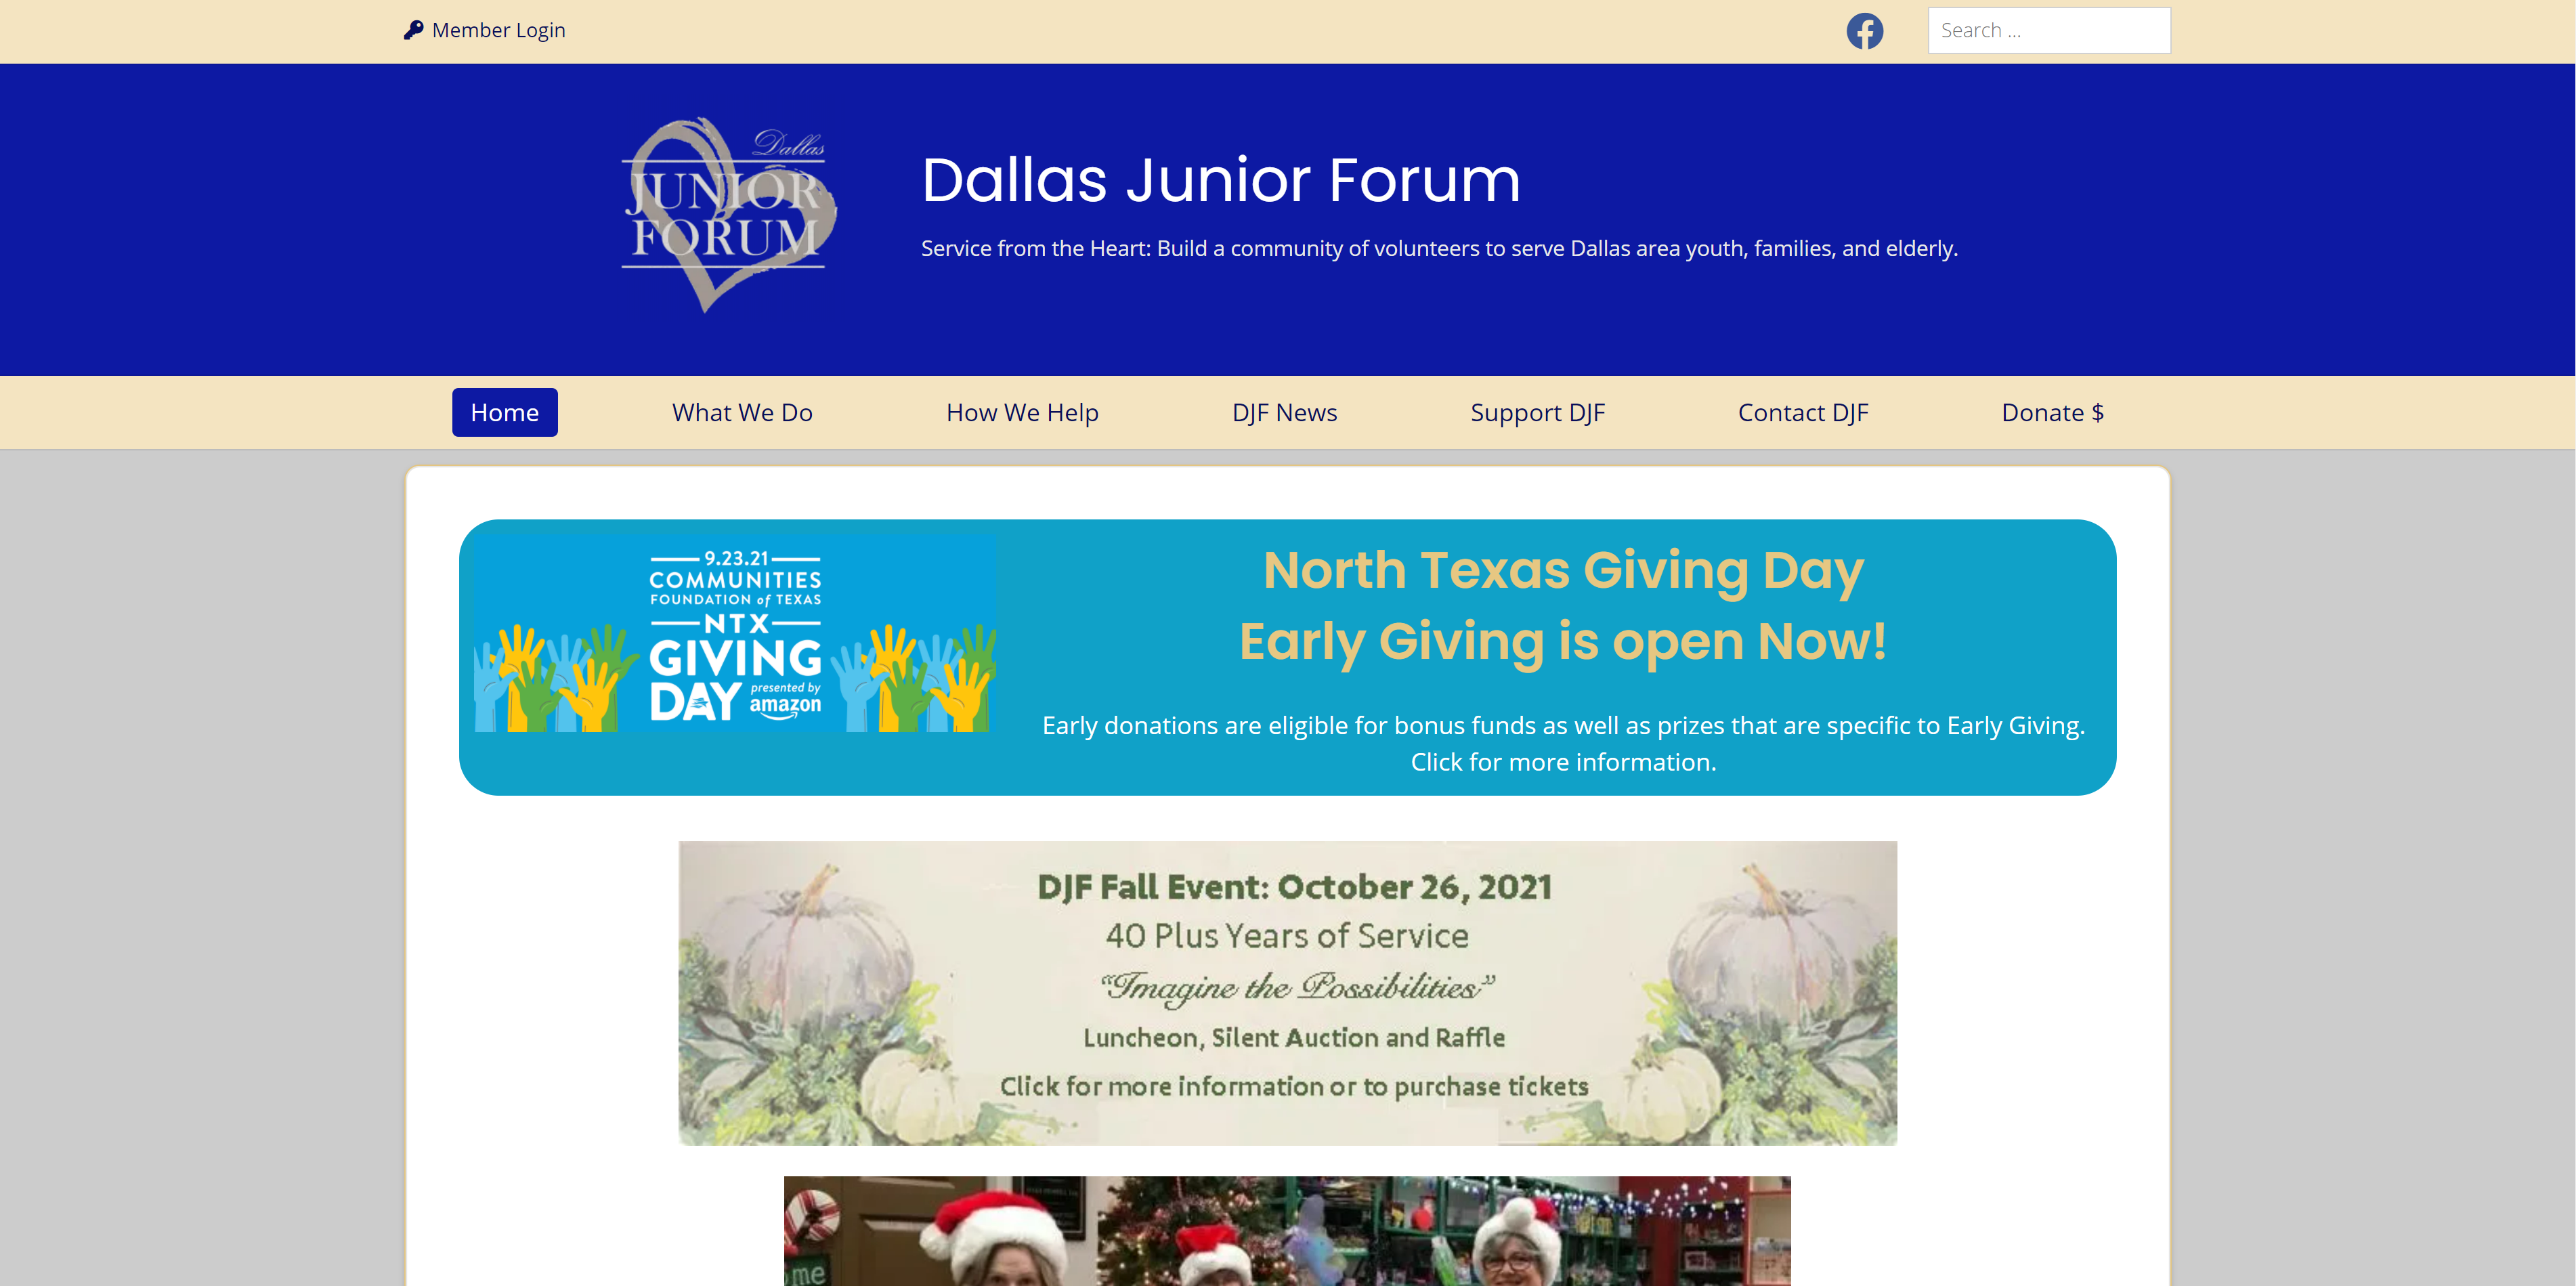 Member Login
Search ...
Dallas
JUNIOR
FORUM
Dallas Junior Forum
Service from the Heart: Build a community of volunteers to serve Dallas area youth, families, and elderly.
Home
What We Do
How We Help
DJF News
Support DJF
Contact DJF
Donate $
9.23.21
COMMUNITIES
FOUNDATION of TEXAS
NTX
GIVING
DAY
presented by
amazon
North Texas Giving Day
Early Giving is open Now!
Early donations are eligible for bonus funds as well as prizes that are specific to Early Giving.
Click for more information.
DJF Fall Event: October 26, 2021
40 Plus Years of Service
“Imagine the Possibilities”
Luncheon, Silent Auction and Raffle
Click for more information or to purchase tickets